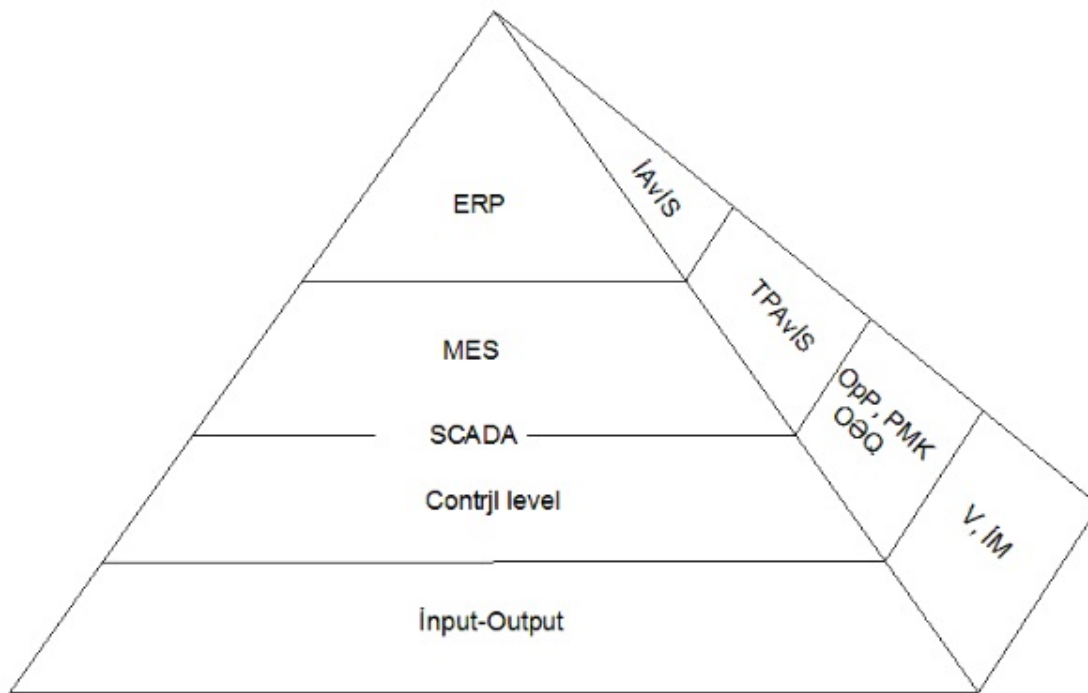 ERP
İAvİS
MES
TPAvİS
SCADA
OpP, PMK
OƏQ
Contrjl level
V, İM
İnput-Output